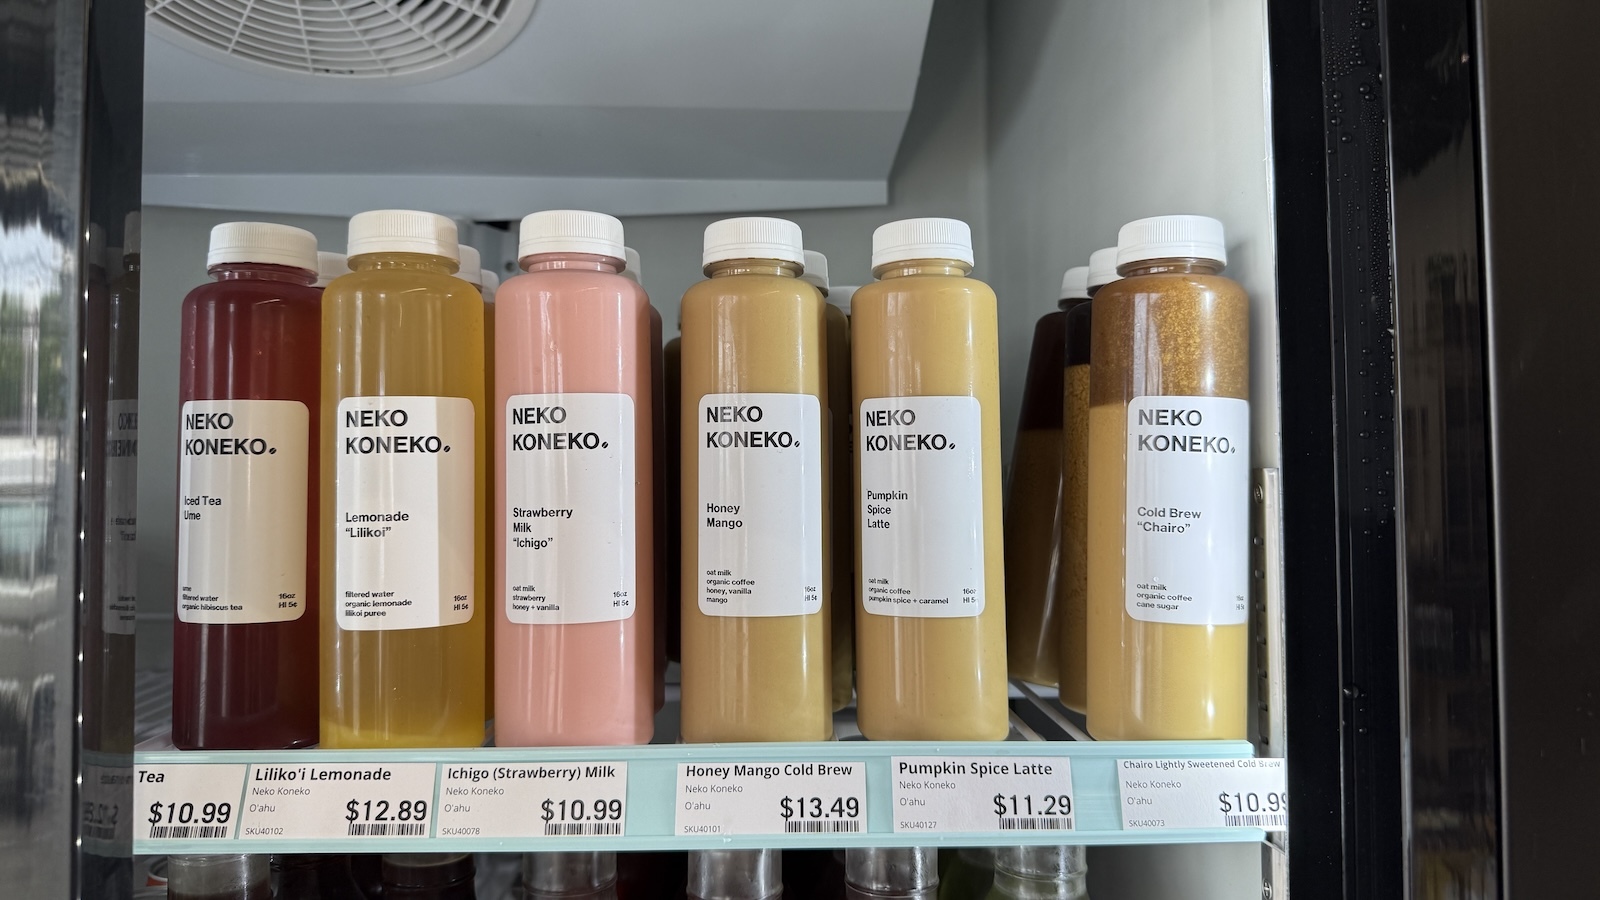 NEKO
KONEKO
Iced Tea
Ume
ume
filtered water
organic hibiscus tea
16oz
HI 5¢
NEKO
KONEKO
Lemonade
“Lilikoi”
filtered water
organic lemonade
lilikoi puree
16oz
HI 5¢
NEKO
KONEKO
Strawberry
Milk
“Ichigo”
oat milk
strawberry
honey + vanilla
16oz
HI 5¢
NEKO
KONEKO
Honey
Mango
oat milk
organic coffee
honey, vanilla
mango
16oz
HI 5¢
NEKO
KONEKO
Pumpkin
Spice
Latte
oat milk
organic coffee
pumpkin spice + caramel
16oz
HI 5¢
NEKO
KONEKO
Cold Brew
“Chairo”
oat milk
organic coffee
cane sugar
16oz
HI 5¢
Tea
$10.99
Liliko'i Lemonade
Neko Koneko
O'ahu
$12.89
SKU40102
Ichigo (Strawberry) Milk
Neko Koneko
O'ahu
$10.99
SKU40078
Honey Mango Cold Brew
Neko Koneko
O'ahu
$13.49
SKU40101
Pumpkin Spice Latte
Neko Koneko
O'ahu
$11.29
SKU40127
Chairo Lightly Sweetened Cold Brew
Neko Koneko
O'ahu
$10.99
SKU40073